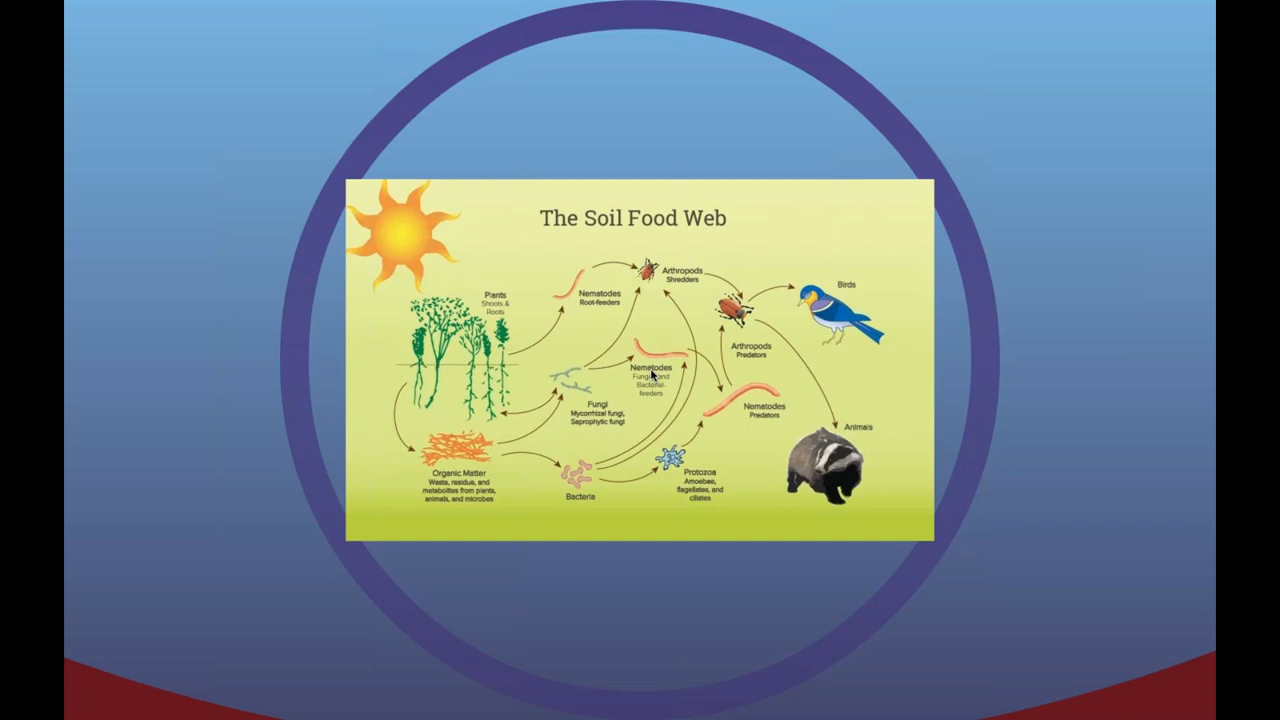 The Soil Food Web
Arthropods
Shredders
Birds
Plants
Shoots &
Roots
Nematodes
Root-feeders
Arthropods
Predators
Nematodes
Fungi and
Bacterial-
feeders
Fungi
Mycorrhizal fungi,
Saprophytic fungi
Nematodes
Predators
Animals
Organic Matter
Waste, residue, and
metabolites from plants,
animals, and microbes
Bacteria
Protozoa
Amoebae,
flagellates, and
ciliates